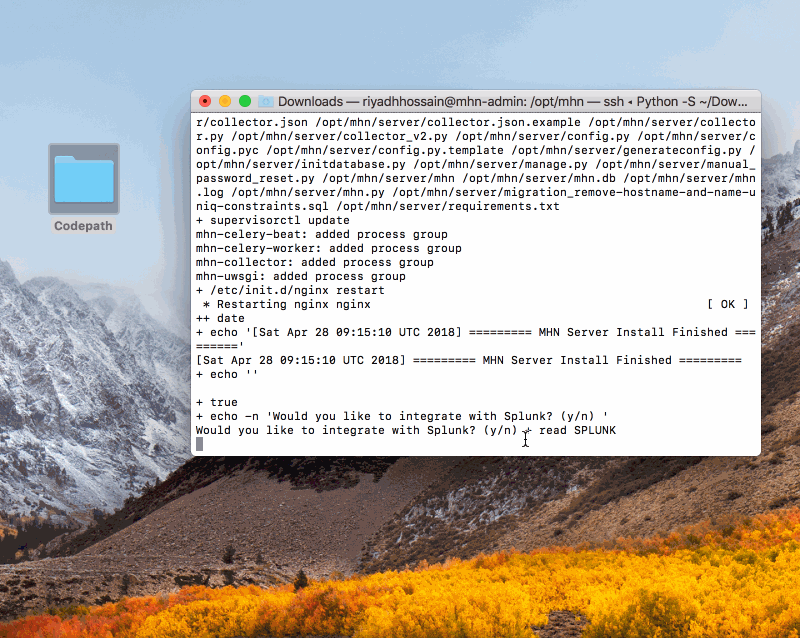 Downloads — riyadhhossain@mhn-admin: /opt/mhn — ssh ◂ Python -S ~/Dow...
r/collector.json /opt/mhn/server/collector.json.example /opt/mhn/server/collecto
r.py /opt/mhn/server/collector_v2.py /opt/mhn/server/config.py /opt/mhn/server/c
onfig.pyc /opt/mhn/server/config.py.template /opt/mhn/server/generateconfig.py /
opt/mhn/server/initdatabase.py /opt/mhn/server/manage.py /opt/mhn/server/manual_
password_reset.py /opt/mhn/server/mhn /opt/mhn/server/mhn.db /opt/mhn/server/mhn
.log /opt/mhn/server/mhn.py /opt/mhn/server/migration_remove-hostname-and-name-u
niq-constraints.sql /opt/mhn/server/requirements.txt
+ supervisorctl update
mhn-celery-beat: added process group
mhn-celery-worker: added process group
mhn-collector: added process group
mhn-uwsgi: added process group
+ /etc/init.d/nginx restart
 * Restarting nginx nginx [ OK ]
++ date
+ echo '[Sat Apr 28 09:15:10 UTC 2018] ========= MHN Server Install Finished ===
======'
[Sat Apr 28 09:15:10 UTC 2018] ========= MHN Server Install Finished =========
+ echo ''
+ true
+ echo -n 'Would you like to integrate with Splunk? (y/n) '
Would you like to integrate with Splunk? (y/n) + read SPLUNK
Codepath